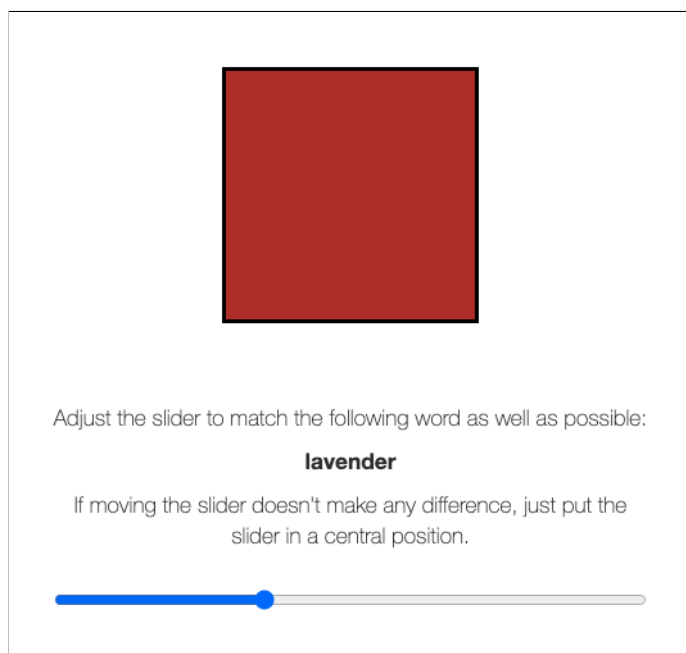 Adjust the slider to match the following word as well as possible:
lavender
If moving the slider doesn't make any difference, just put the
slider in a central position.